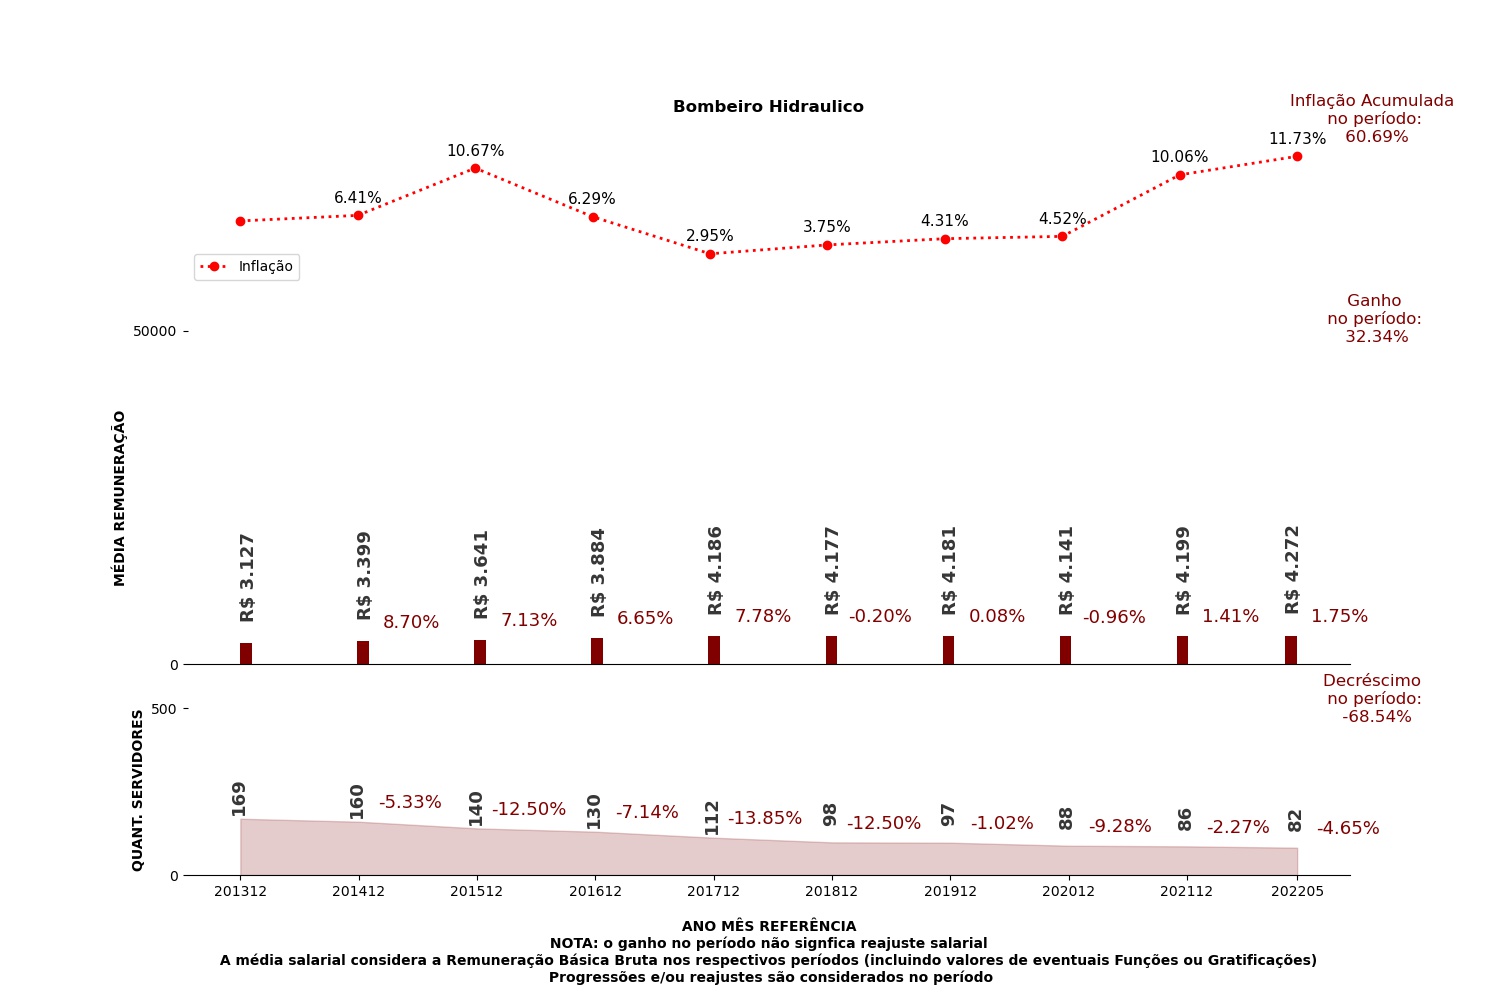 Bombeiro Hidraulico
Inflação Acumulada
no período:
60.69%
6.41%
10.67%
6.29%
2.95%
3.75%
4.31%
4.52%
10.06%
11.73%
Inflação
Ganho
no período:
32.34%
50000
0
MÉDIA REMUNERAÇÃO
R$ 3.127
R$ 3.399
R$ 3.641
R$ 3.884
R$ 4.186
R$ 4.177
R$ 4.181
R$ 4.141
R$ 4.199
R$ 4.272
8.70%
7.13%
6.65%
7.78%
-0.20%
0.08%
-0.96%
1.41%
1.75%
Decréscimo
no período:
-68.54%
500
0
QUANT. SERVIDORES
169
160
140
130
112
98
97
88
86
82
-5.33%
-12.50%
-7.14%
-13.85%
-12.50%
-1.02%
-9.28%
-2.27%
-4.65%
201312
201412
201512
201612
201712
201812
201912
202012
202112
202205
ANO MÊS REFERÊNCIA
NOTA: o ganho no período não signfica reajuste salarial
A média salarial considera a Remuneração Básica Bruta nos respectivos períodos (incluindo valores de eventuais Funções ou Gratificações)
Progressões e/ou reajustes são considerados no período